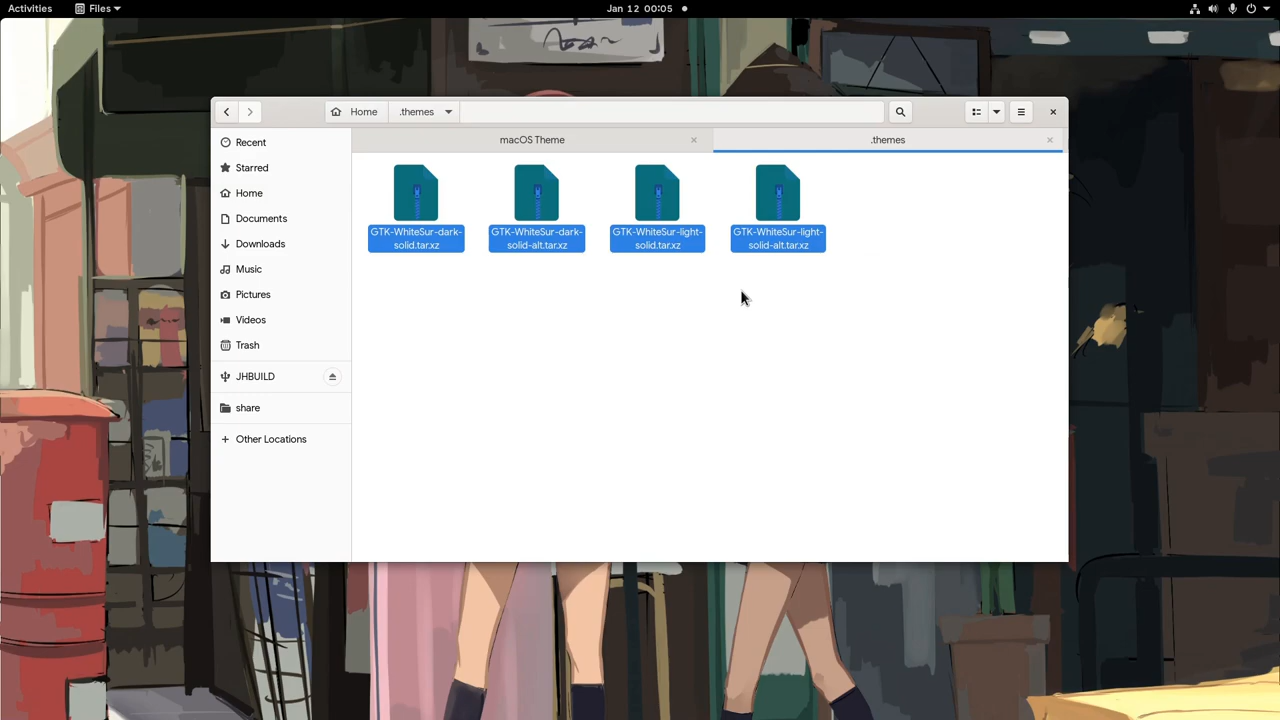 Activities
Files
Jan 12 00:05
Home
.themes
macOS Theme
.themes
Recent
Starred
Home
Documents
Downloads
Music
Pictures
Videos
Trash
JHBUILD
share
Other Locations
GTK-WhiteSur-dark-
solid.tar.xz
GTK-WhiteSur-dark-
solid-alt.tar.xz
GTK-WhiteSur-light-
solid.tar.xz
GTK-WhiteSur-light-
solid-alt.tar.xz